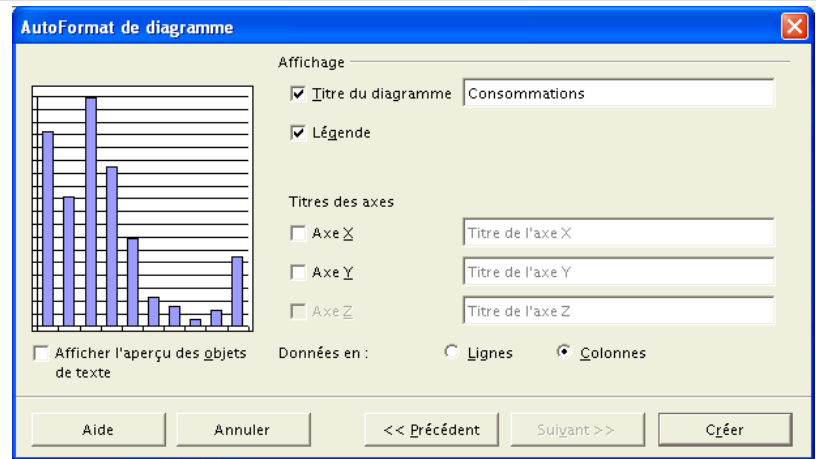 AutoFormat de diagramme
Affichage
Titre du diagramme
Consommations
Légende
Titres des axes
Axe X
Titre de l'axe X
Axe Y
Titre de l'axe Y
Axe Z
Titre de l'axe Z
Afficher l'aperçu des objets
de texte
Données en :
Lignes
Colonnes
Aide
Annuler
<< Précédent
Suivant >>
Créer